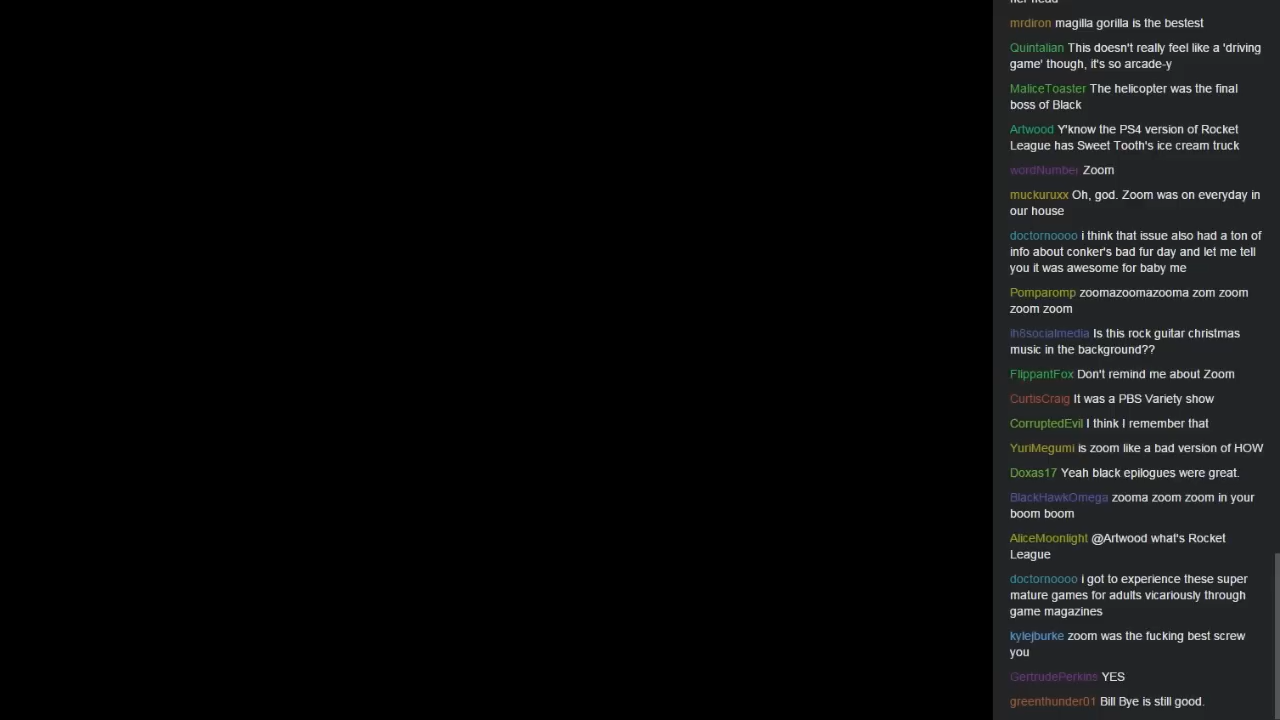 her head
mrdiron magilla gorilla is the bestest
Quintalian This doesn't really feel like a 'driving
game' though, it's so arcade-y
MaliceToaster The helicopter was the final
boss of Black
Artwood Y'know the PS4 version of Rocket
League has Sweet Tooth's ice cream truck
wordNumber Zoom
muckuruxx Oh, god. Zoom was on everyday in
our house
doctornoooo i think that issue also had a ton of
info about conker's bad fur day and let me tell
you it was awesome for baby me
Pomparomp zoomazoomazooma zom zoom
zoom zoom
ih8socialmedia Is this rock guitar christmas
music in the background??
FlippantFox Don't remind me about Zoom
CurtisCraig It was a PBS Variety show
CorruptedEvil I think I remember that
YuriMegumi is zoom like a bad version of HOW
Doxas17 Yeah black epilogues were great.
BlackHawkOmega zooma zoom zoom in your
boom boom
AliceMoonlight @Artwood what's Rocket
League
doctornoooo i got to experience these super
mature games for adults vicariously through
game magazines
kylejburke zoom was the fucking best screw
you
GertrudePerkins YES
greenthunder01 Bill Bye is still good.